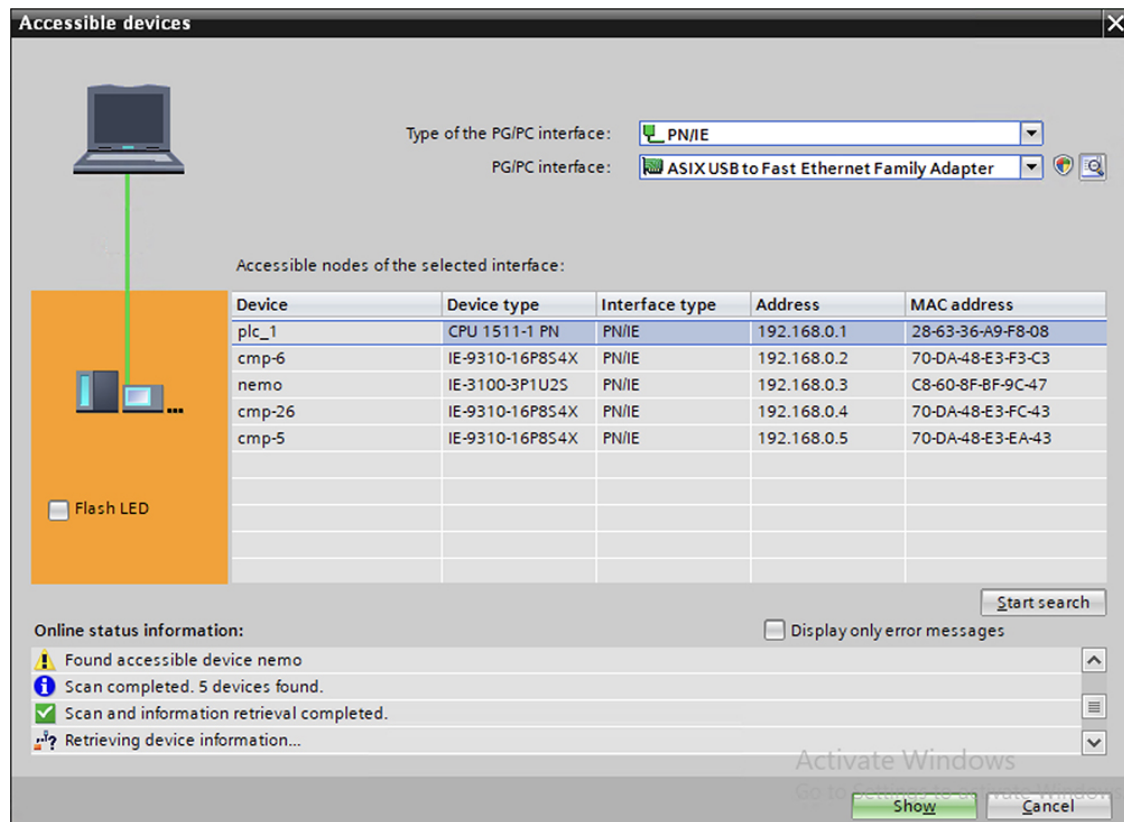 Accessible devices
Type of the PG/PC interface: PN/IE
PG/PC interface: ASIX USB to Fast Ethernet Family Adapter
Accessible nodes of the selected interface:
Device Device type Interface type Address MAC address
plc_1 CPU 1511-1 PN PN/IE 192.168.0.1 28-63-36-A9-F8-08
cmp-6 IE-9310-16P8S4X PN/IE 192.168.0.2 70-DA-48-E3-F3-C3
nemo IE-3100-3P1U2S PN/IE 192.168.0.3 C8-60-8F-BF-9C-47
cmp-26 IE-9310-16P8S4X PN/IE 192.168.0.4 70-DA-48-E3-FC-43
cmp-5 IE-9310-16P8S4X PN/IE 192.168.0.5 70-DA-48-E3-EA-43
Flash LED
Start search
Online status information:
Display only error messages
Found accessible device nemo
Scan completed. 5 devices found.
Scan and information retrieval completed.
Retrieving device information...
Activate Windows
Go to Settings to activate Windows
Show Cancel